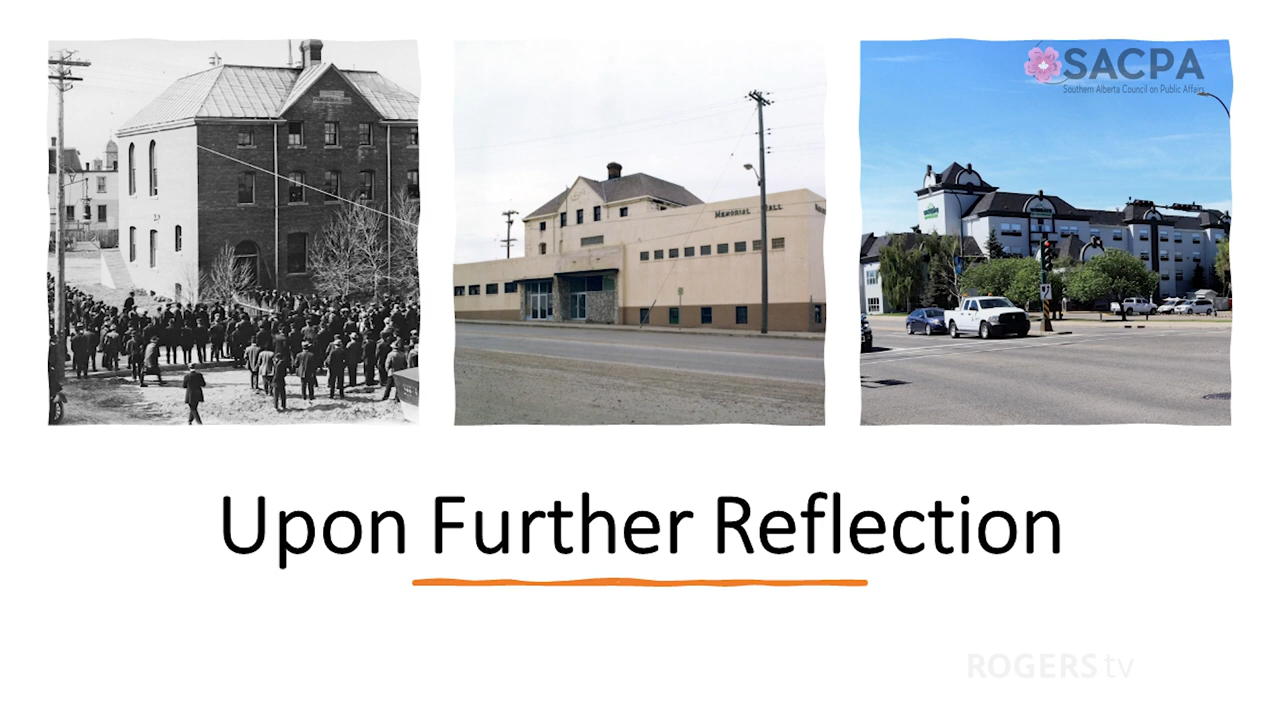 SACPA
Southern Alberta Council on Public Affairs
MEMORIAL HALL
Upon Further Reflection
ROGERS tv